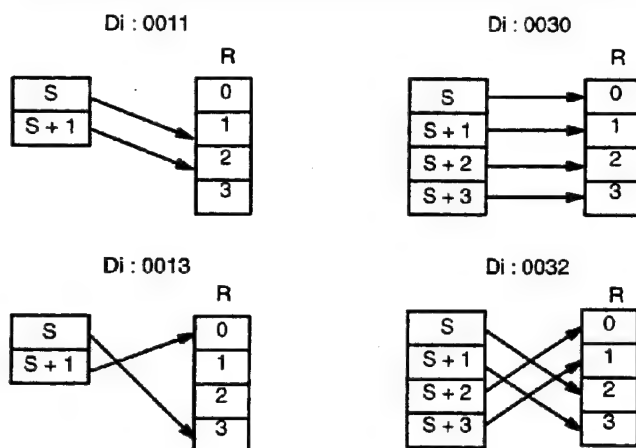 Di : 0011
R
S
S + 1
0
1
2
3
Di : 0030
R
S
S + 1
S + 2
S + 3
0
1
2
3
Di : 0013
R
S
S + 1
0
1
2
3
Di : 0032
R
S
S + 1
S + 2
S + 3
0
1
2
3